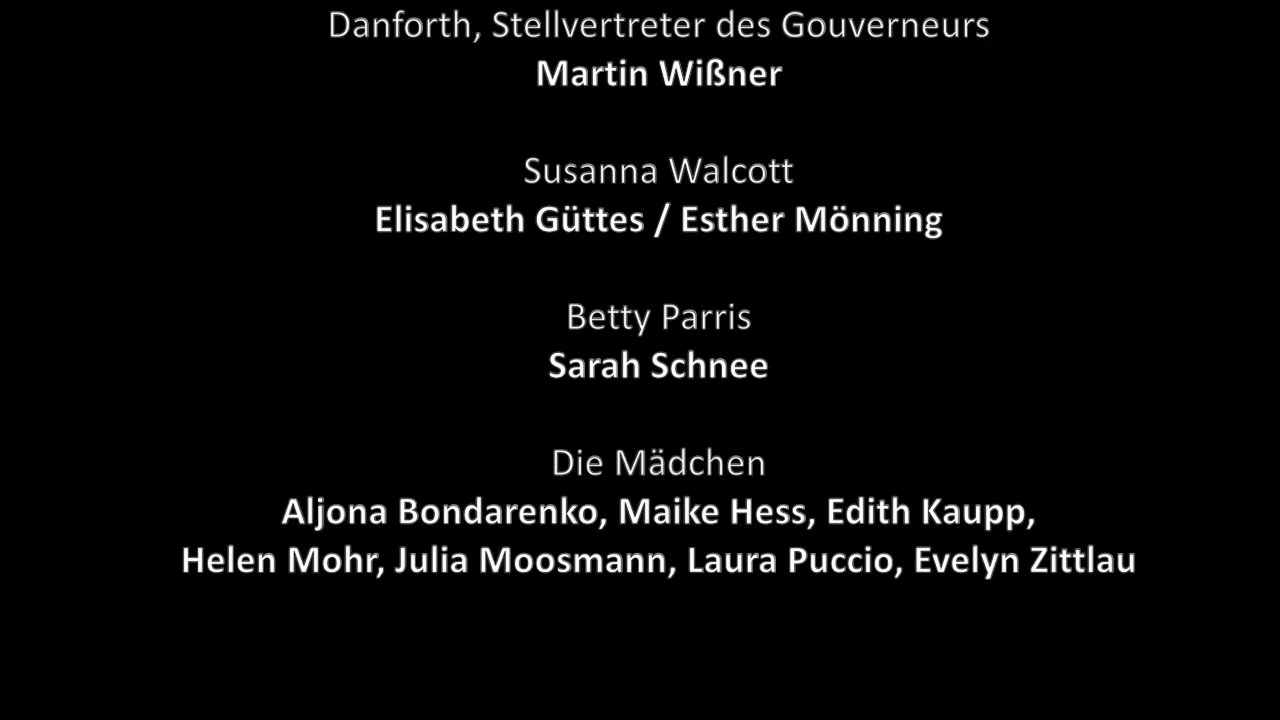 Danforth, Stellvertreter des Gouverneurs
Martin Wißner
Susanna Walcott
Elisabeth Güttes / Esther Mönning
Betty Parris
Sarah Schnee
Die Mädchen
Aljona Bondarenko, Maike Hess, Edith Kaupp,
Helen Mohr, Julia Moosmann, Laura Puccio, Evelyn Zittlau